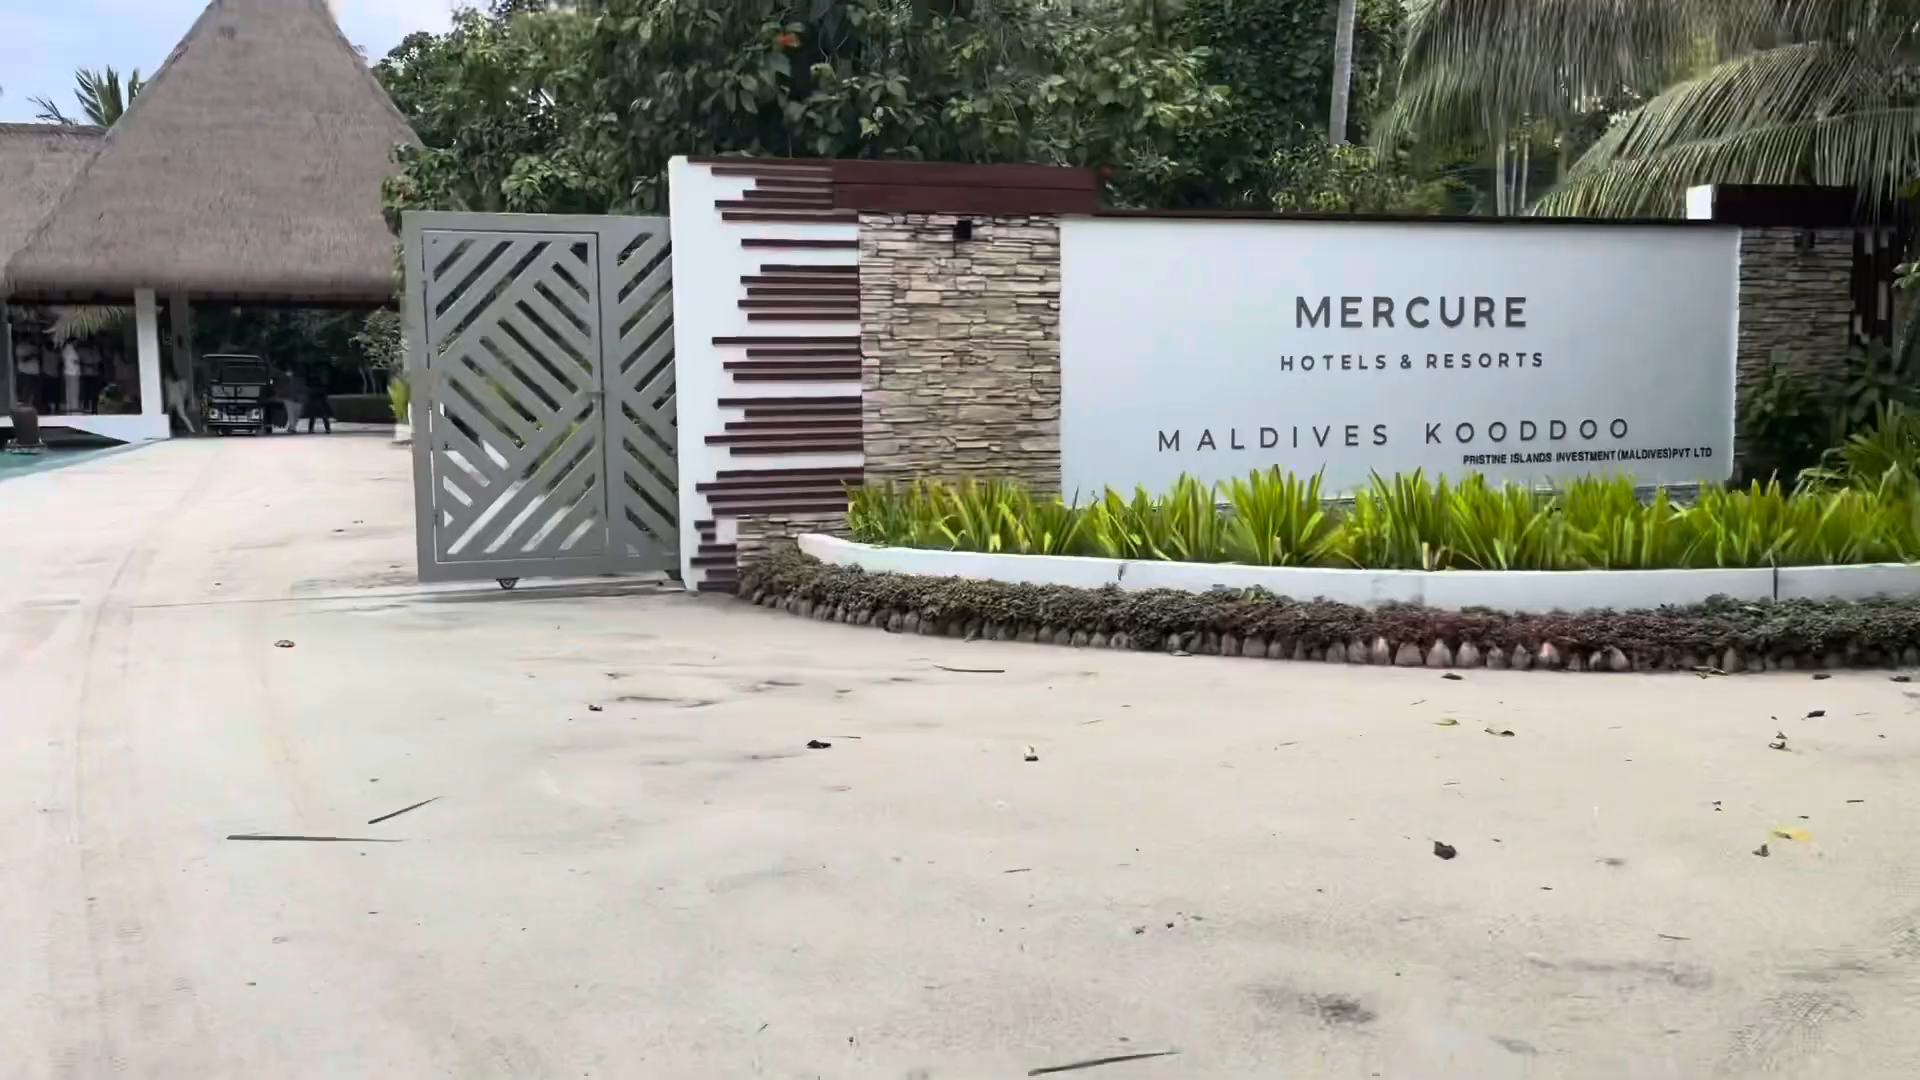 MERCURE
HOTELS & RESORTS
MALDIVES KOODDOO
PRISTINE ISLANDS INVESTMENT (MALDIVES) PVT LTD